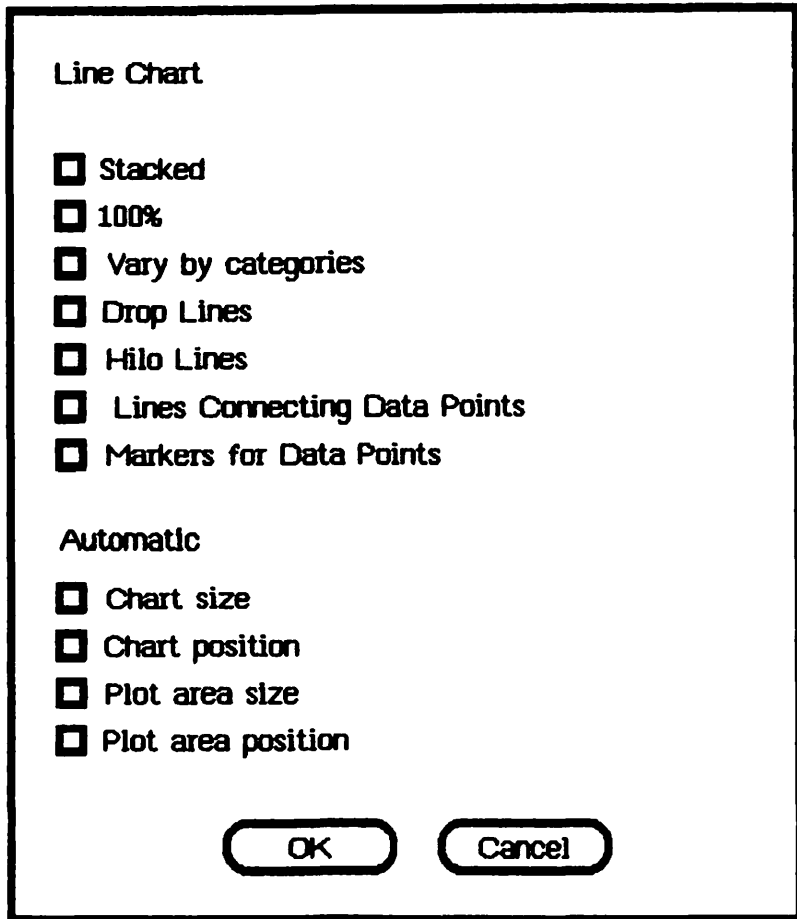 Line Chart
Stacked
100%
Vary by categories
Drop Lines
Hilo Lines
Lines Connecting Data Points
Markers for Data Points
Automatic
Chart size
Chart position
Plot area size
Plot area position
OK Cancel